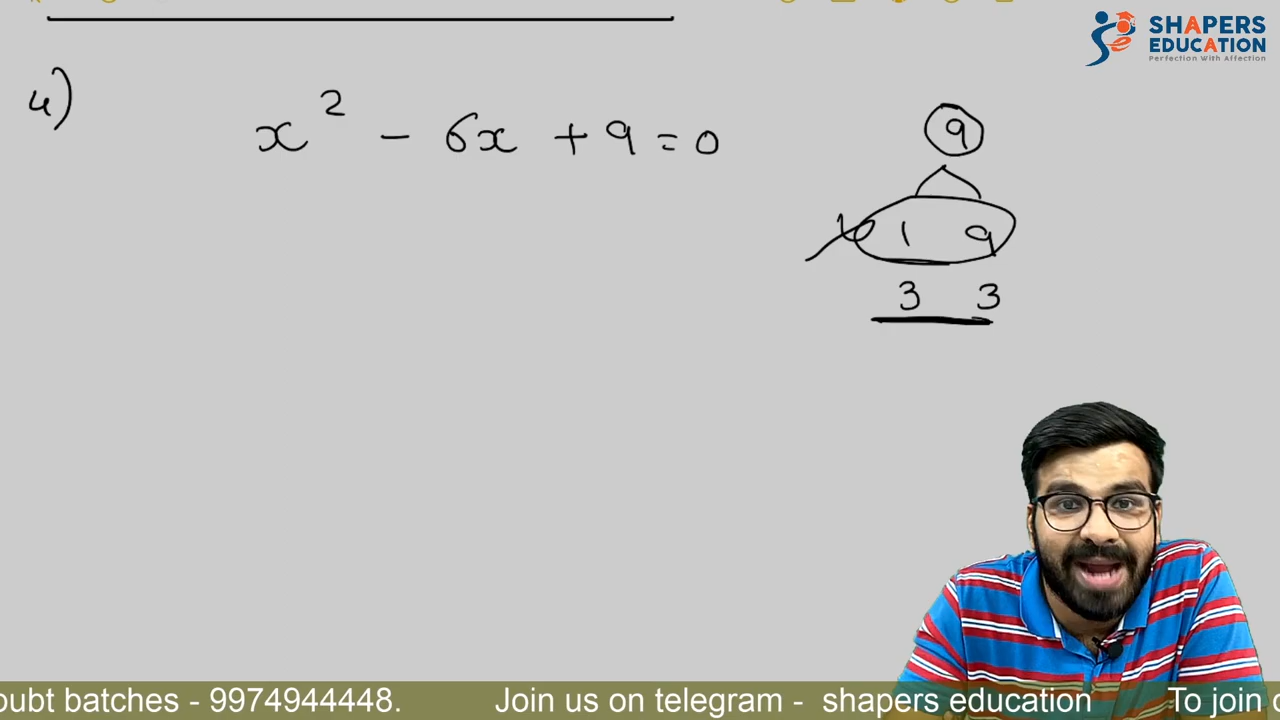 SHAPERS
EDUCATION
Perfection With Affection
4) x² - 6x + 9 = 0
9
10 1 9
3 3
oubt batches - 9974944448. Join us on telegram - shapers education To join